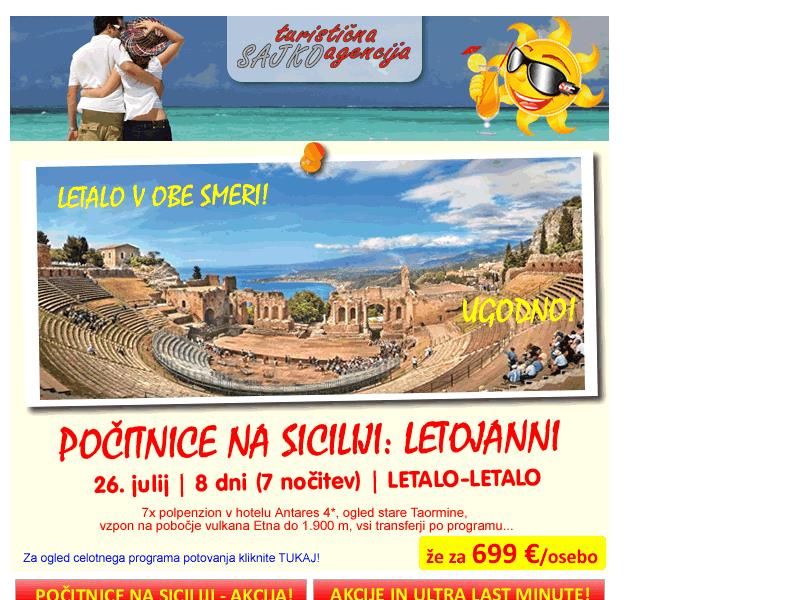 turistična
SAJKO agencija
LETALO V OBE SMERI!
UGODNO!
POČITNICE NA SICILIJI: LETOJANNI
26. julij | 8 dni (7 nočitev) | LETALO-LETALO
7x polpenzion v hotelu Antares 4*, ogled stare Taormine,
vzpon na pobočje vulkana Etna do 1.900 m, vsi transferji po programu...
Za ogled celotnega programa potovanja kliknite TUKAJ!
že za 699 €/osebo
POČITNICE NA SICILIJI - AKCIJA!
AKCIJE IN ULTRA LAST MINUTE!